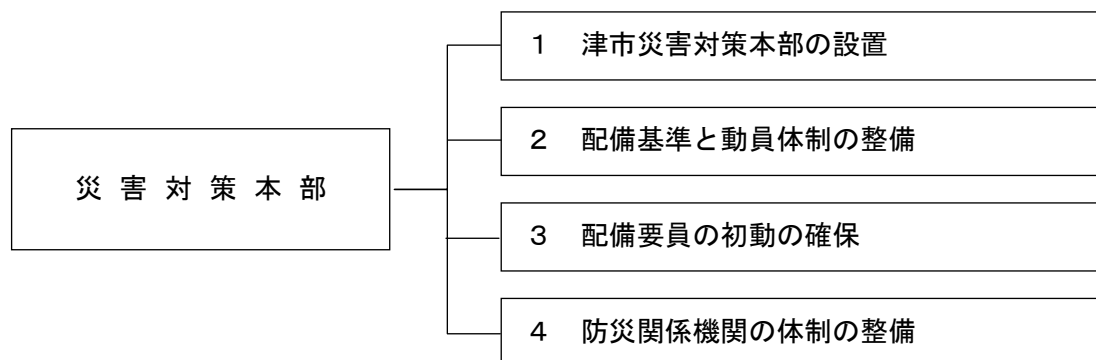 災害対策本部
1 津市災害対策本部の設置
2 配備基準と動員体制の整備
3 配備要員の初動の確保
4 防災関係機関の体制の整備